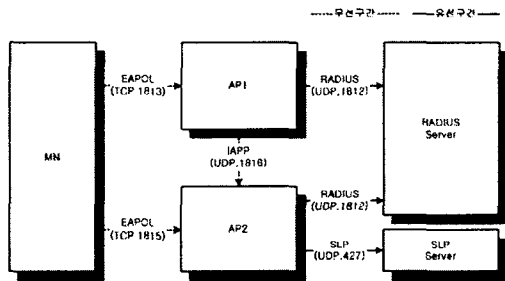 무선구간 유선구간
EAPOL
(TCP.1813)
AP1
RADIUS
(UDP.1812)
RADIUS
Server
MN
IAPP
(UDP.1816)
EAPOL
(TCP.1815)
AP2
RADIUS
(UDP.1812)
SLP
(UDP.427)
SLP
Server